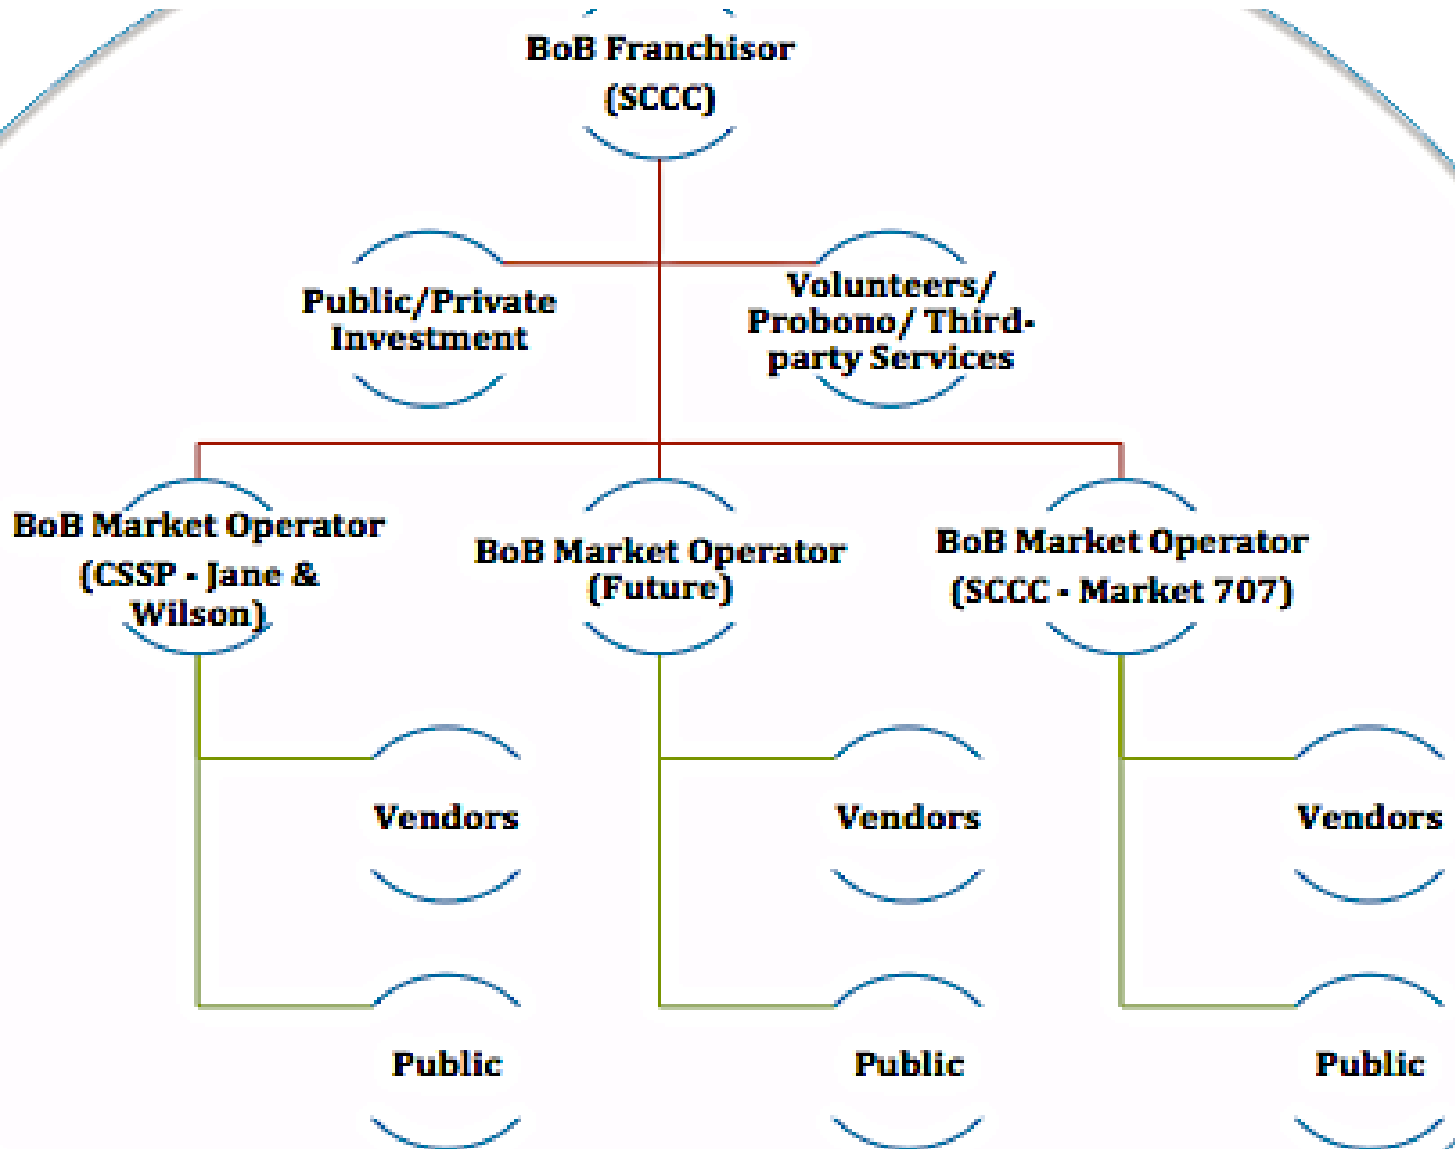 BoB Franchisor
(SCCC)
Public/Private
Investment
Volunteers/
Probono/ Third-
party Services
BoB Market Operator
(CSSP - Jane &
Wilson)
BoB Market Operator
(Future)
BoB Market Operator
(SCCC - Market 707)
Vendors
Vendors
Vendors
Public
Public
Public